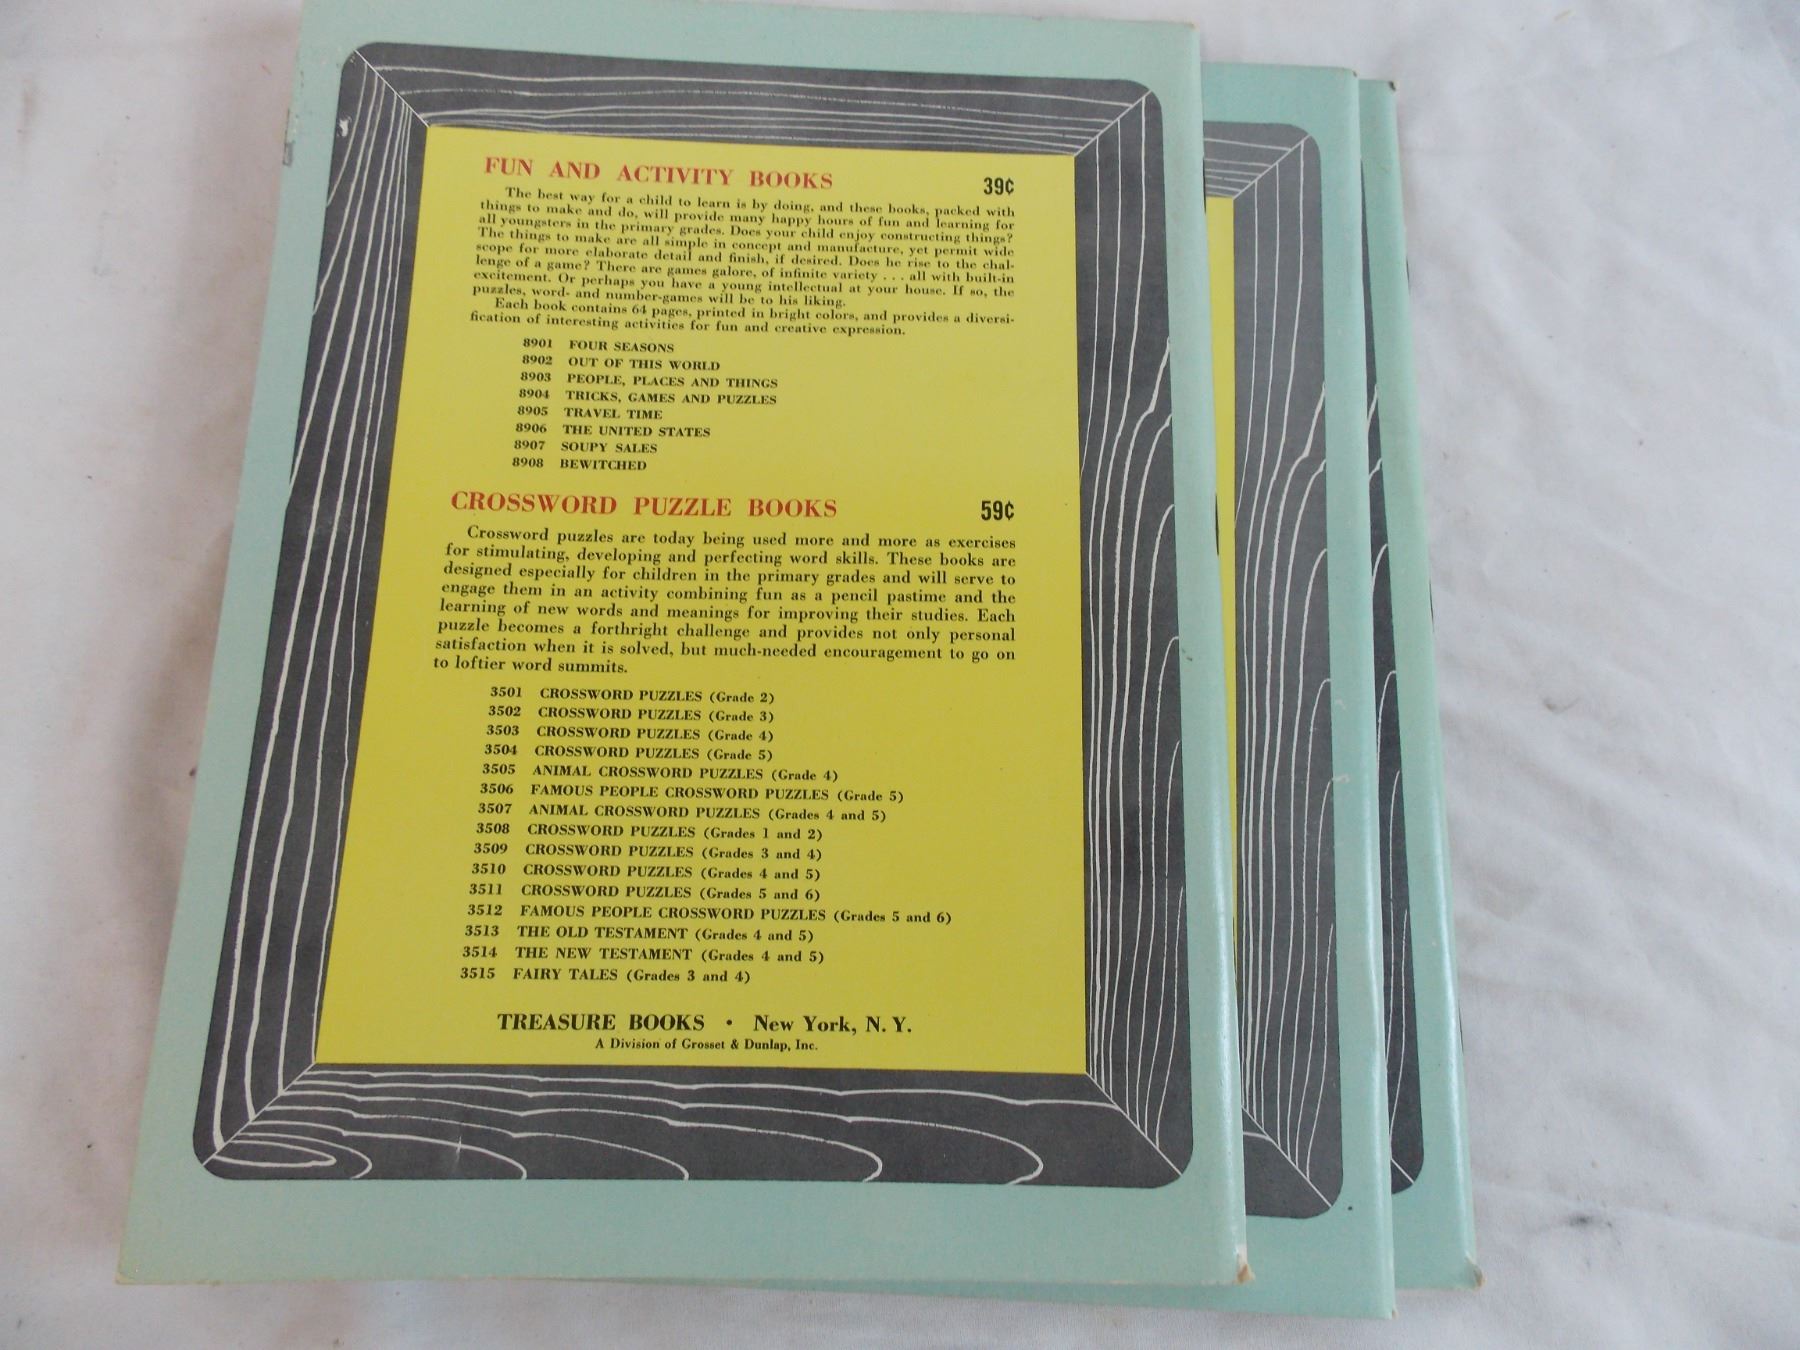 FUN AND ACTIVITY BOOKS 39¢
The best way for a child to learn is by doing, and these books, packed with
things to make and do, will provide many happy hours of fun and learning for
all youngsters in the primary grades. Does your child enjoy constructing things?
The things to make are all simple in concept and manufacture, yet permit wide
scope for more elaborate detail and finish, if desired. Does he rise to the chal-
lenge of a game? There are games galore, of infinite variety . . . all with built-in
excitement. Or perhaps you have a young intellectual at your house. If so, the
puzzles, word- and number-games will be to his liking.
Each book contains 64 pages, printed in bright colors, and provides a diversi-
fication of interesting activities for fun and creative expression.
8901 FOUR SEASONS
8902 OUT OF THIS WORLD
8903 PEOPLE, PLACES AND THINGS
8904 TRICKS, GAMES AND PUZZLES
8905 TRAVEL TIME
8906 THE UNITED STATES
8907 SOUPY SALES
8908 BEWITCHED
CROSSWORD PUZZLE BOOKS 59¢
Crossword puzzles are today being used more and more as exercises
for stimulating, developing and perfecting word skills. These books are
designed especially for children in the primary grades and will serve to
engage them in an activity combining fun as a pencil pastime and the
learning of new words and meanings for improving their studies. Each
puzzle becomes a forthright challenge and provides not only personal
satisfaction when it is solved, but much-needed encouragement to go on
to loftier word summits.
3501 CROSSWORD PUZZLES (Grade 2)
3502 CROSSWORD PUZZLES (Grade 3)
3503 CROSSWORD PUZZLES (Grade 4)
3504 CROSSWORD PUZZLES (Grade 5)
3505 ANIMAL CROSSWORD PUZZLES (Grade 4)
3506 FAMOUS PEOPLE CROSSWORD PUZZLES (Grade 5)
3507 ANIMAL CROSSWORD PUZZLES (Grades 4 and 5)
3508 CROSSWORD PUZZLES (Grades 1 and 2)
3509 CROSSWORD PUZZLES (Grades 3 and 4)
3510 CROSSWORD PUZZLES (Grades 4 and 5)
3511 CROSSWORD PUZZLES (Grades 5 and 6)
3512 FAMOUS PEOPLE CROSSWORD PUZZLES (Grades 5 and 6)
3513 THE OLD TESTAMENT (Grades 4 and 5)
3514 THE NEW TESTAMENT (Grades 4 and 5)
3515 FAIRY TALES (Grades 3 and 4)
TREASURE BOOKS • New York, N. Y.
A Division of Grosset & Dunlap, Inc.